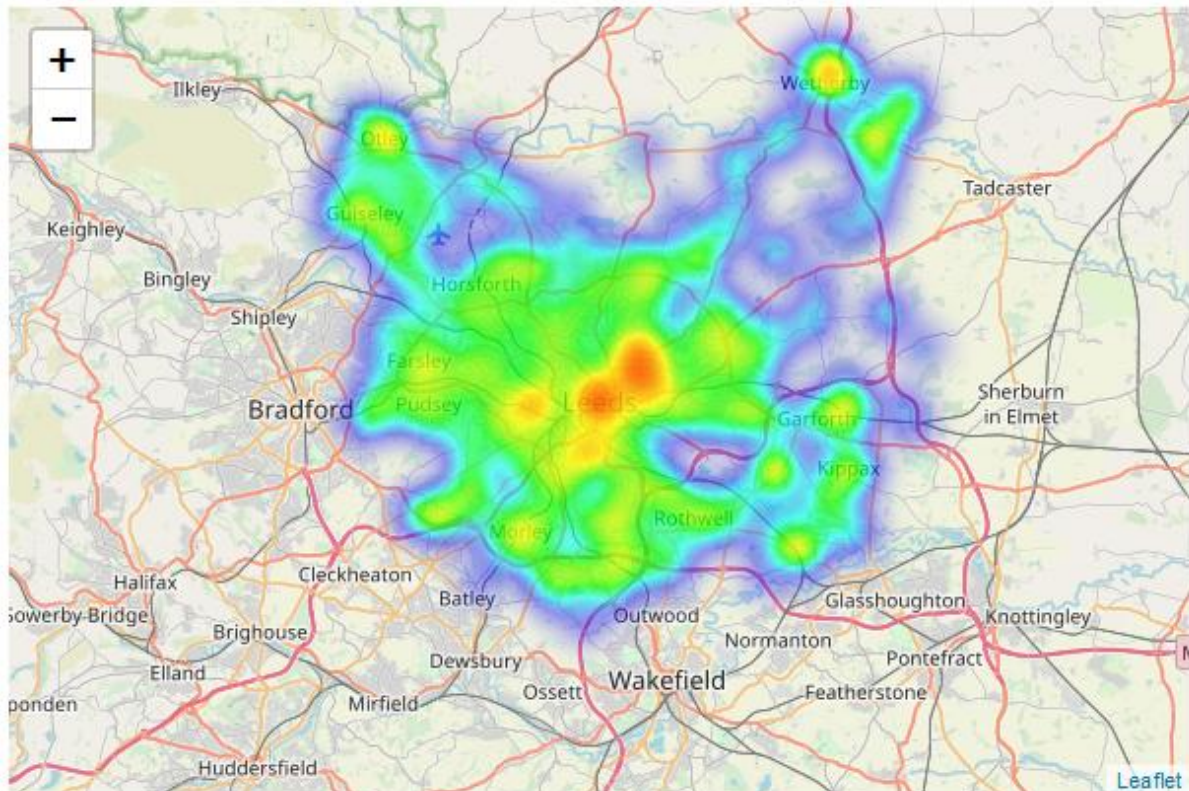 +
−
Ilkley
Otley
Wetherby
Tadcaster
Keighley
Guiseley
Bingley
Horsforth
Shipley
Farsley
Bradford
Pudsey
Leeds
Garforth
Sherburn
in Elmet
Kippax
Morley
Rothwell
Halifax
Cleckheaton
Batley
Outwood
Glasshoughton
Knottingley
Sowerby Bridge
Brighouse
Normanton
Elland
Dewsbury
Pontefract
Mirfield
Ossett
Wakefield
Featherstone
ponden
M
Huddersfield
Leaflet